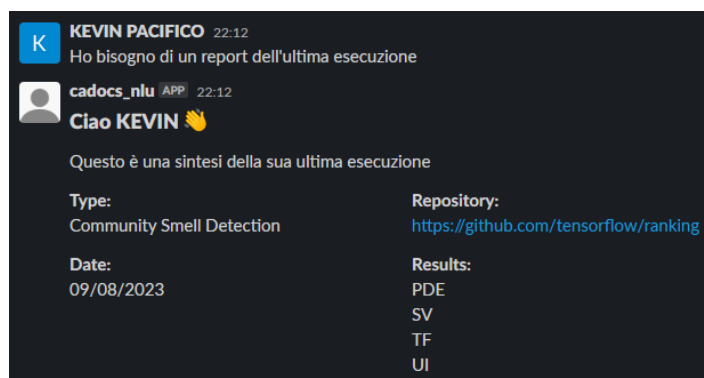 K
KEVIN PACIFICO 22:12
Ho bisogno di un report dell'ultima esecuzione
cadocs_nlu APP 22:12
Ciao KEVIN 👋
Questo è una sintesi della sua ultima esecuzione
Type:
Community Smell Detection
Repository:
https://github.com/tensorflow/ranking
Date:
09/08/2023
Results:
PDE
SV
TF
UI